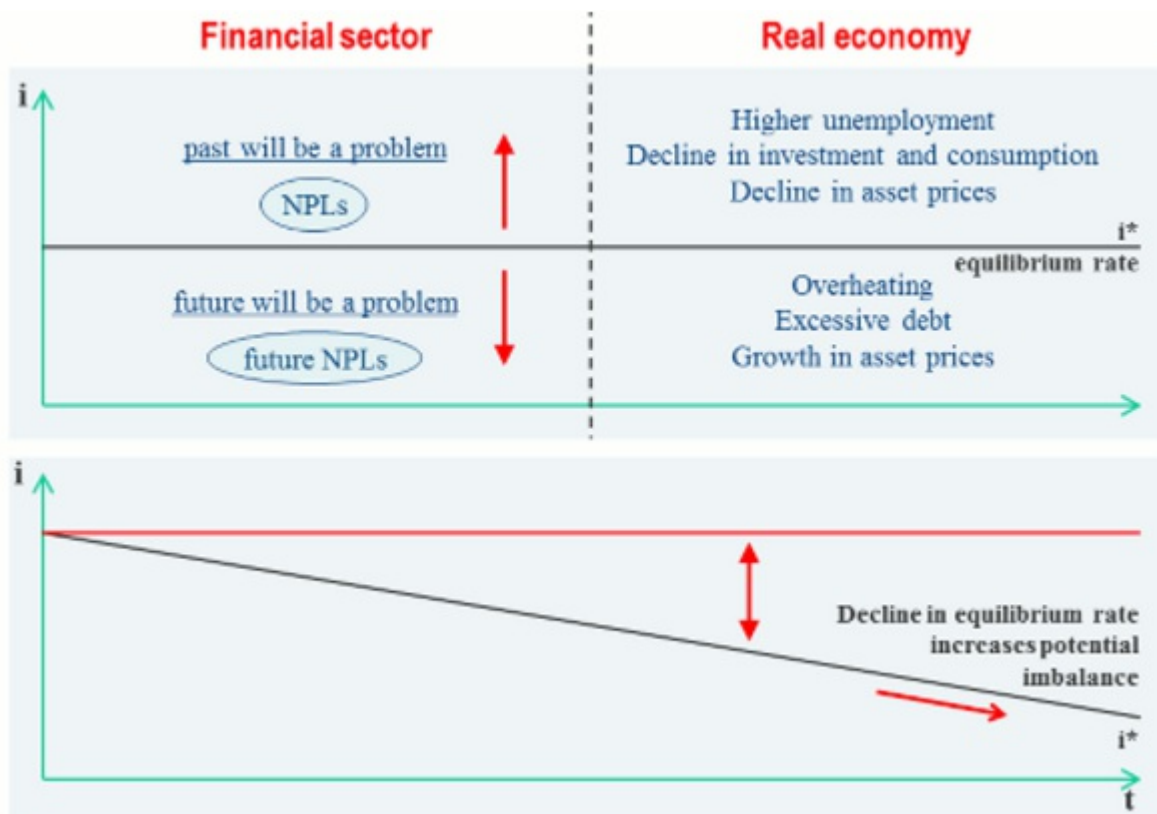 Financial sector
Real economy
i
past will be a problem
NPLs
Higher unemployment
Decline in investment and consumption
Decline in asset prices
i*
equilibrium rate
future will be a problem
future NPLs
Overheating
Excessive debt
Growth in asset prices
i
Decline in equilibrium rate
increases potential
imbalance
i*
t